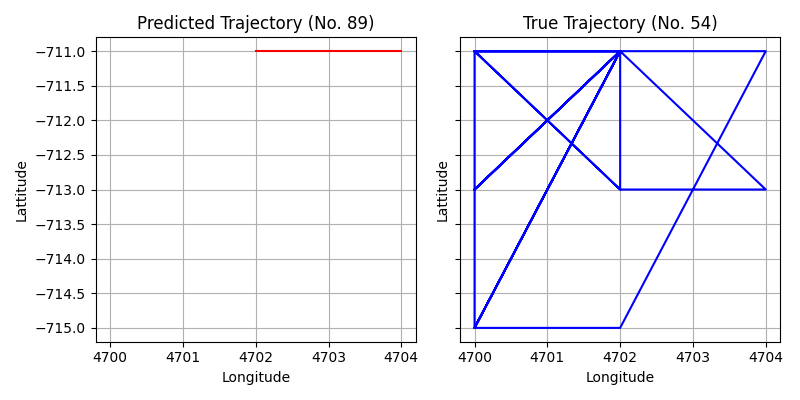 Predicted Trajectory (No. 89)
−711.0
−711.5
−712.0
−712.5
−713.0
−713.5
−714.0
−714.5
−715.0
Lattitude
4700 4701 4702 4703 4704
Longitude
True Trajectory (No. 54)
Lattitude
4700 4701 4702 4703 4704
Longitude